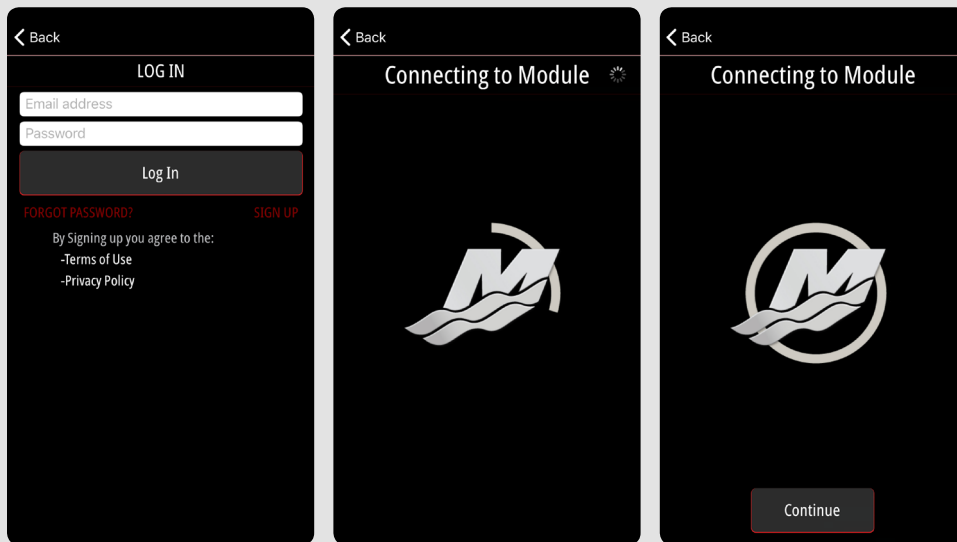 Back
LOG IN
Email address
Password
Log In
FORGOT PASSWORD? SIGN UP
By Signing up you agree to the:
-Terms of Use
-Privacy Policy
Back
Connecting to Module
M
Back
Connecting to Module
M
Continue